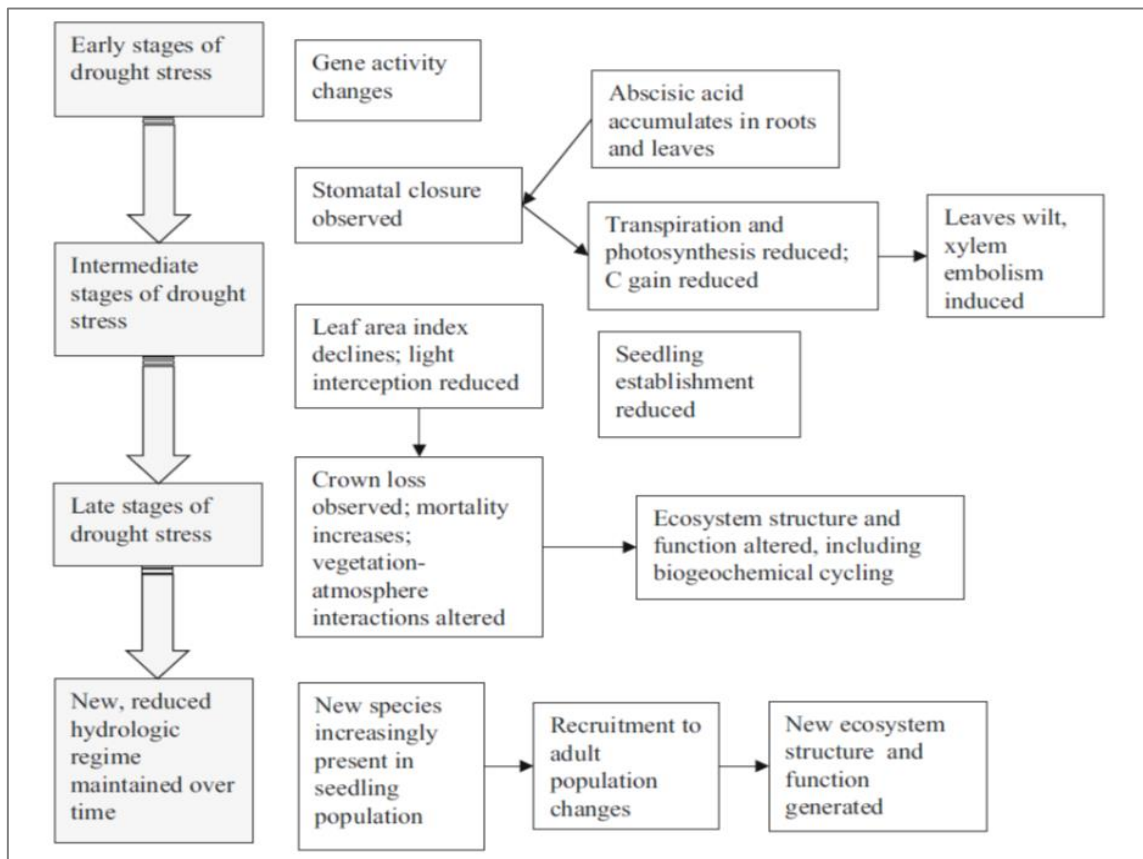 Early stages of
drought stress
Gene activity
changes
Abscisic acid
accumulates in roots
and leaves
Stomatal closure
observed
Transpiration and
photosynthesis reduced;
C gain reduced
Leaves wilt,
xylem
embolism
induced
Intermediate
stages of drought
stress
Leaf area index
declines; light
interception reduced
Seedling
establishment
reduced
Late stages of
drought stress
Crown loss
observed; mortality
increases;
vegetation-
atmosphere
interactions altered
Ecosystem structure and
function altered, including
biogeochemical cycling
New, reduced
hydrologic
regime
maintained over
time
New species
increasingly
present in
seedling
population
Recruitment to
adult
population
changes
New ecosystem
structure and
function
generated